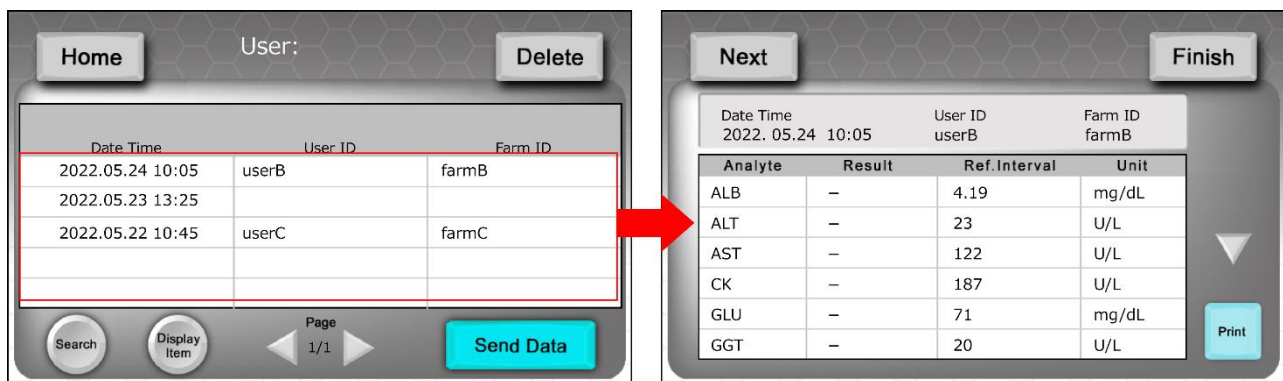 Home User: Delete
Date Time User ID Farm ID
2022.05.24 10:05 userB farmB
2022.05.23 13:25
2022.05.22 10:45 userC farmC
Search Display Item Page 1/1 Send Data
Next Finish
Date Time User ID Farm ID
2022. 05.24 10:05 userB farmB
Analyte Result Ref.Interval Unit
ALB – 4.19 mg/dL
ALT – 23 U/L
AST – 122 U/L
CK – 187 U/L
GLU – 71 mg/dL
GGT – 20 U/L
Print